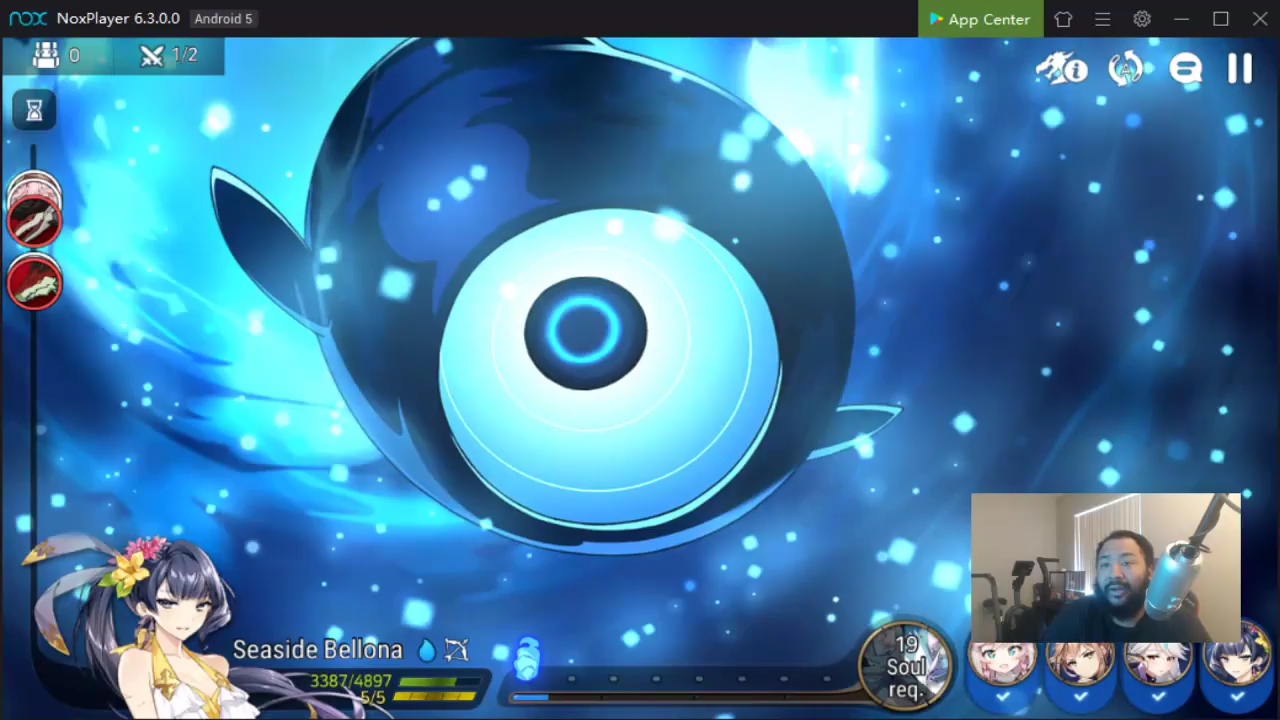 nox NoxPlayer 6.3.0.0 Android 5
App Center
0
1/2
i
A
Seaside Bellona
3387/4897
5/5
19
Soul
req.